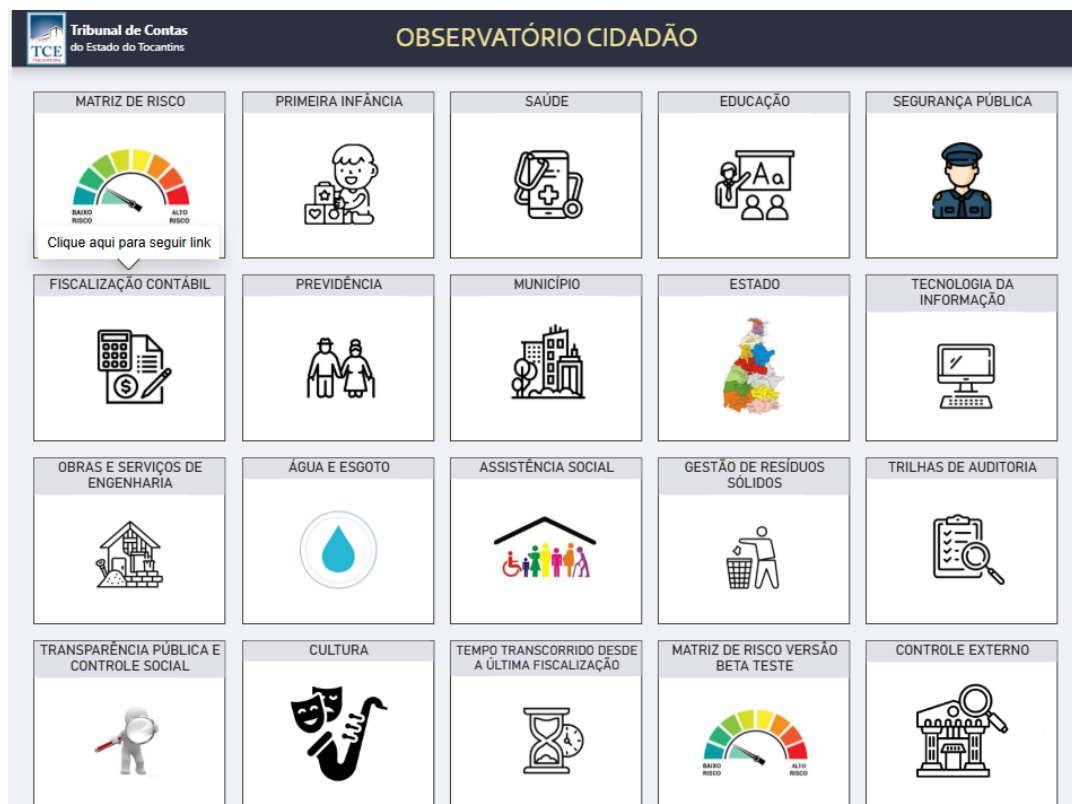 TCE
TOCANTINS
Tribunal de Contas
do Estado do Tocantins
OBSERVATÓRIO CIDADÃO
MATRIZ DE RISCO
BAIXO
RISCO
ALTO
RISCO
Clique aqui para seguir link
PRIMEIRA INFÂNCIA
SAÚDE
EDUCAÇÃO
Aa
SEGURANÇA PÚBLICA
FISCALIZAÇÃO CONTÁBIL
$
PREVIDÊNCIA
MUNICÍPIO
ESTADO
TECNOLOGIA DA
INFORMAÇÃO
OBRAS E SERVIÇOS DE
ENGENHARIA
ÁGUA E ESGOTO
ASSISTÊNCIA SOCIAL
GESTÃO DE RESÍDUOS
SÓLIDOS
TRILHAS DE AUDITORIA
TRANSPARÊNCIA PÚBLICA E
CONTROLE SOCIAL
CULTURA
TEMPO TRANSCORRIDO DESDE
A ÚLTIMA FISCALIZAÇÃO
MATRIZ DE RISCO VERSÃO
BETA TESTE
BAIXO
RISCO
ALTO
RISCO
CONTROLE EXTERNO